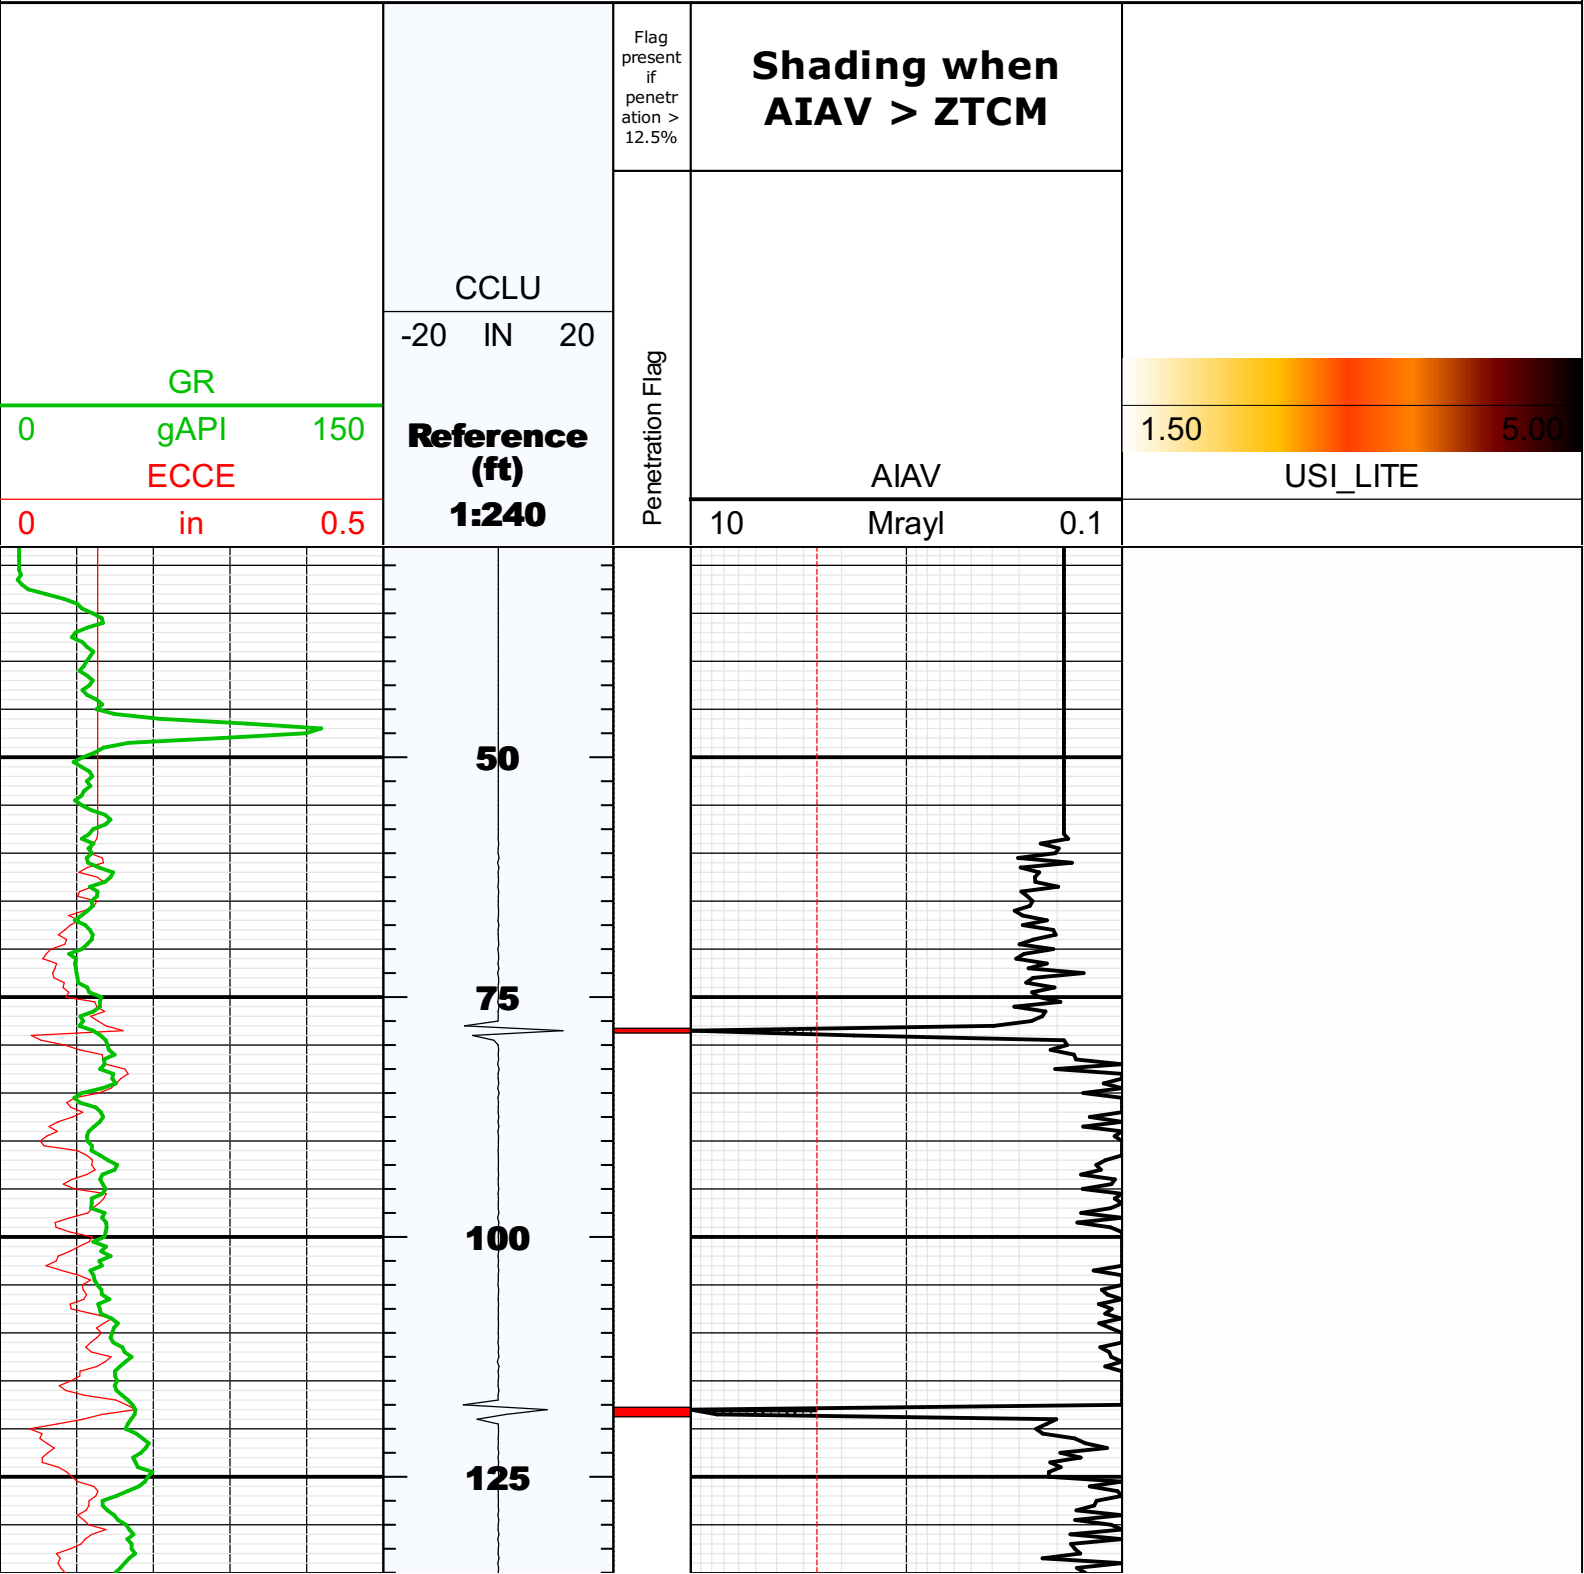 Flag
present
if
penetr
ation >
12.5%
Shading when
AIAV > ZTCM
CCLU
-20 IN 20
GR
0 gAPI 150
ECCE
0 in 0.5
Reference
(ft)
1:240
Penetration Flag
AIAV
10 Mrayl 0.1
1.50 5.00
USI_LITE
50
75
100
125